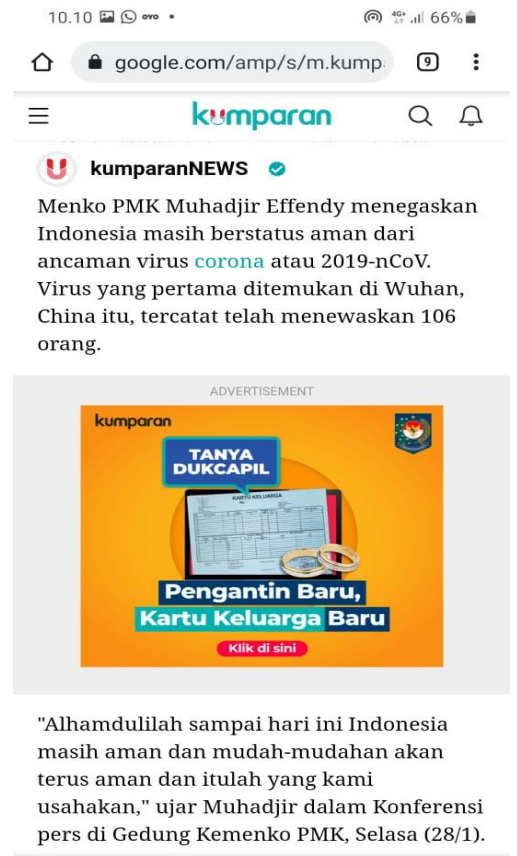 10.10 OVO 4G+ 66%
google.com/amp/s/m.kump 9
kumparan
kumparanNEWS
Menko PMK Muhadjir Effendy menegaskan
Indonesia masih berstatus aman dari
ancaman virus corona atau 2019-nCoV.
Virus yang pertama ditemukan di Wuhan,
China itu, tercatat telah menewaskan 106
orang.
ADVERTISEMENT
kumparan
TANYA
DUKCAPIL
KARTU KELUARGA
Pengantin Baru,
Kartu Keluarga Baru
Klik di sini
"Alhamdulilah sampai hari ini Indonesia
masih aman dan mudah-mudahan akan
terus aman dan itulah yang kami
usahakan," ujar Muhadjir dalam Konferensi
pers di Gedung Kemenko PMK, Selasa (28/1).